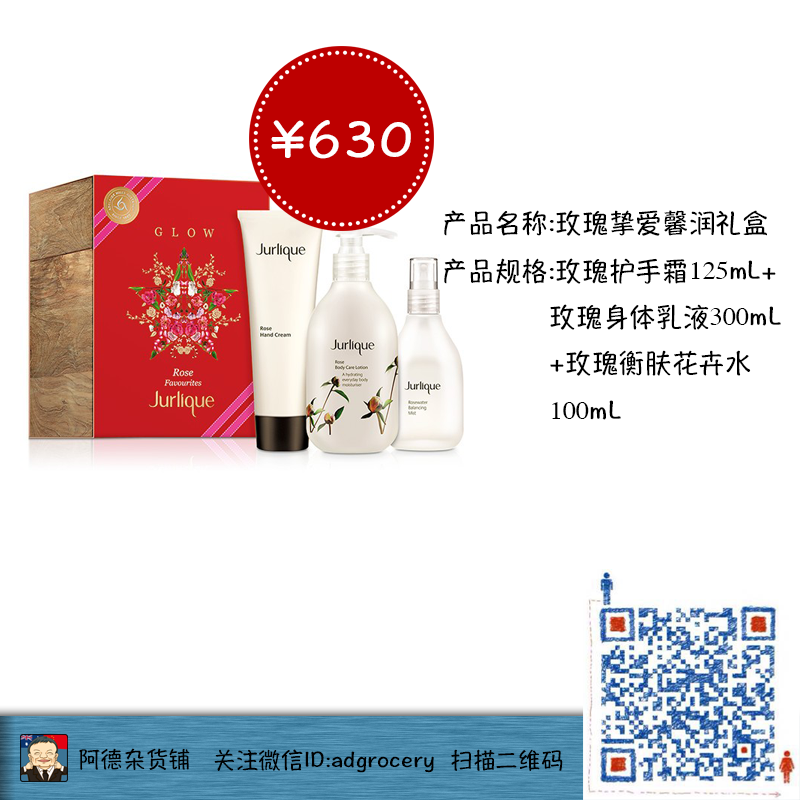 ¥630
GLOW
Rose
Favourites
Jurlique
Jurlique
Rose
Hand Cream
Jurlique
Rose
Body Care Lotion
A hydrating
everyday body
moisturiser
Jurlique
Rosewater
Balancing
Mist
产品名称:玫瑰挚爱馨润礼盒
产品规格:玫瑰护手霜125mL+
玫瑰身体乳液300mL
+玫瑰衡肤花卉水
100mL
阿德杂货铺 关注微信ID:adgrocery 扫描二维码